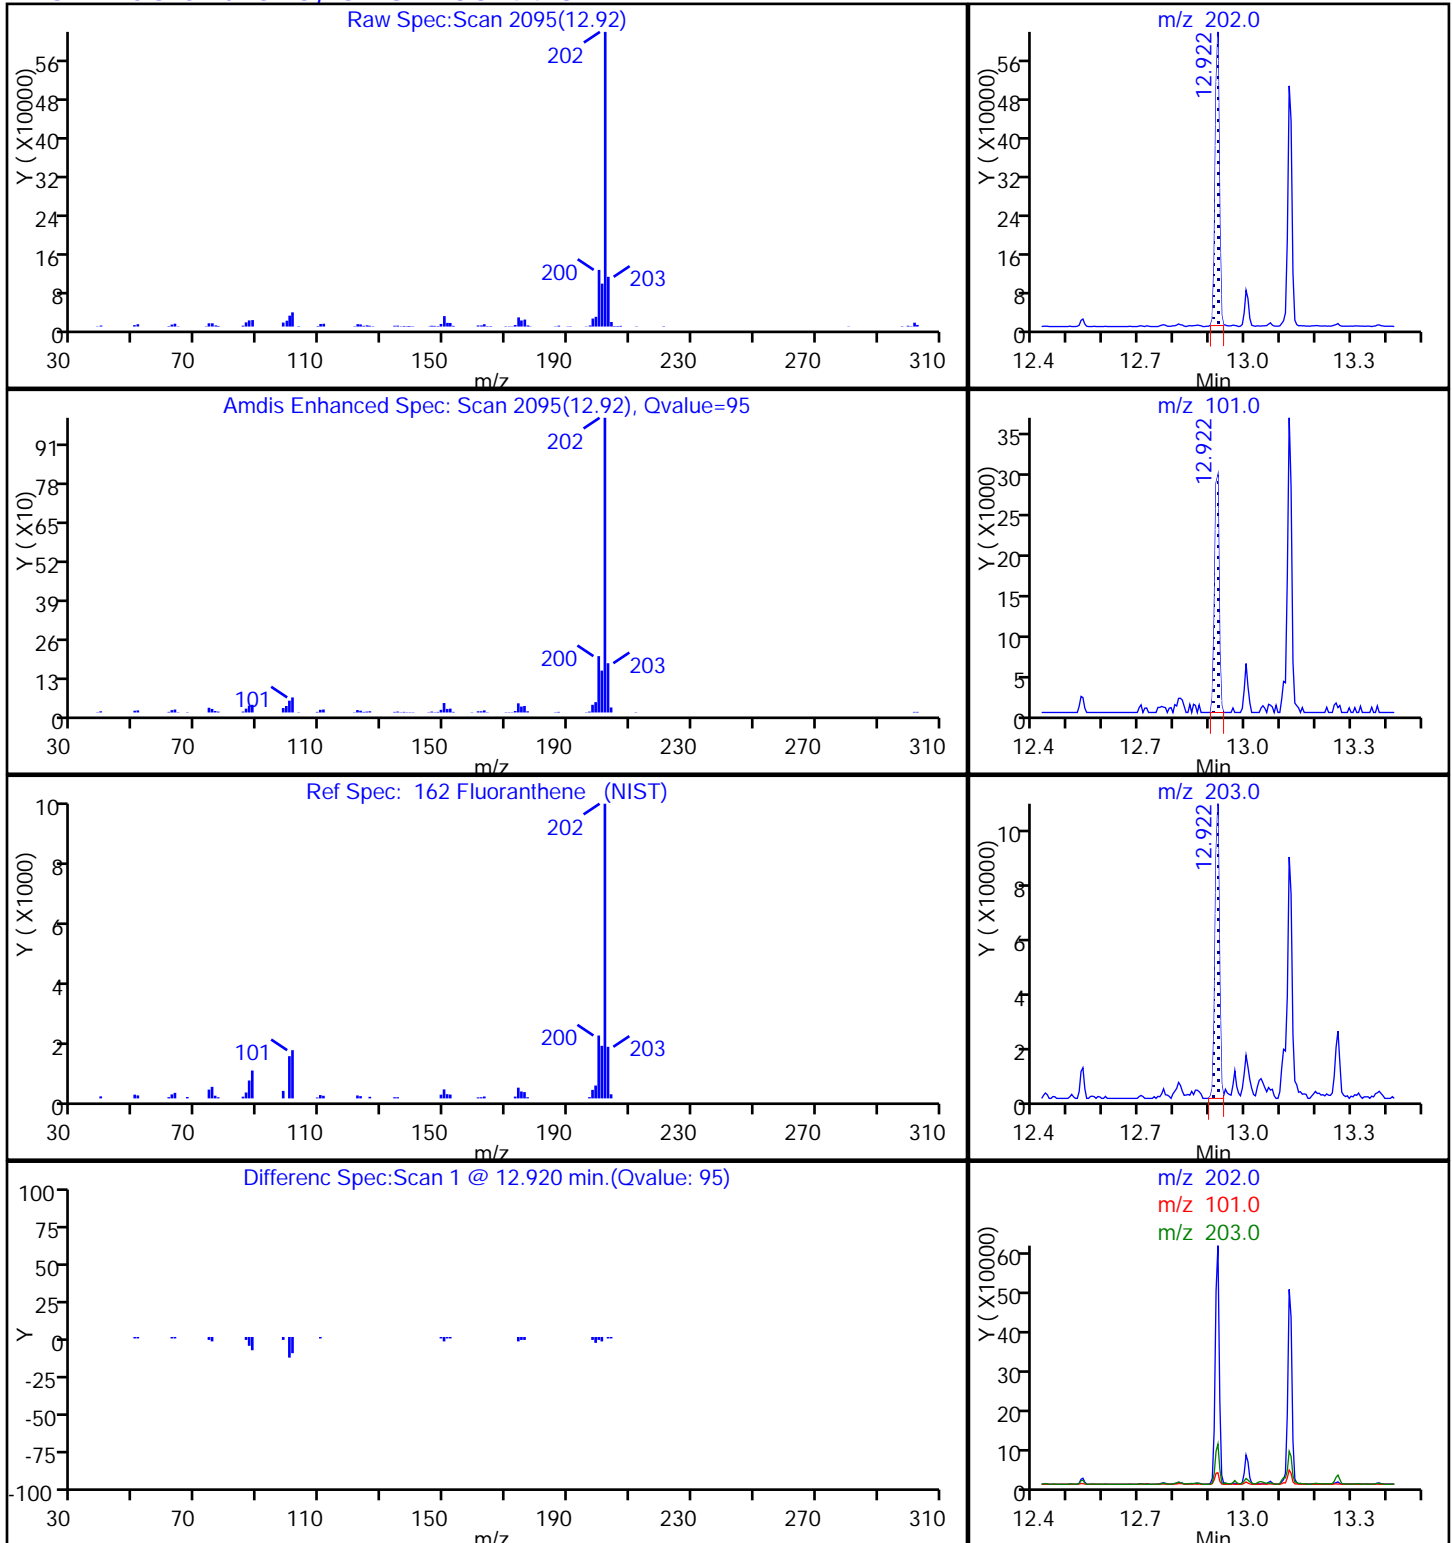 Raw Spec:Scan 2095(12.92)
Y ( X10000)
56
48
40
32
24
16
8
0
202
200
203
30 70 110 150 190 230 270 310
m/z
m/z 202.0
Y ( X10000)
56
48
40
32
24
16
8
0
12.922
12.4 12.7 13.0 13.3
Min
Amdis Enhanced Spec: Scan 2095(12.92), Qvalue=95
Y ( X10)
91
78
65
52
39
26
13
0
202
200
203
101
30 70 110 150 190 230 270 310
m/z
m/z 101.0
Y ( X1000)
35
30
25
20
15
10
5
0
12.922
12.4 12.7 13.0 13.3
Min
Ref Spec: 162 Fluoranthene (NIST)
Y ( X1000)
10
8
6
4
2
0
202
200
203
101
30 70 110 150 190 230 270 310
m/z
m/z 203.0
Y ( X10000)
10
8
6
4
2
0
12.922
12.4 12.7 13.0 13.3
Min
Differenc Spec:Scan 1 @ 12.920 min.(Qvalue: 95)
Y
100
75
50
25
0
-25
-50
-75
-100
30 70 110 150 190 230 270 310
m/z
m/z 202.0
m/z 101.0
m/z 203.0
Y ( X10000)
60
50
40
30
20
10
0
12.4 12.7 13.0 13.3
Min